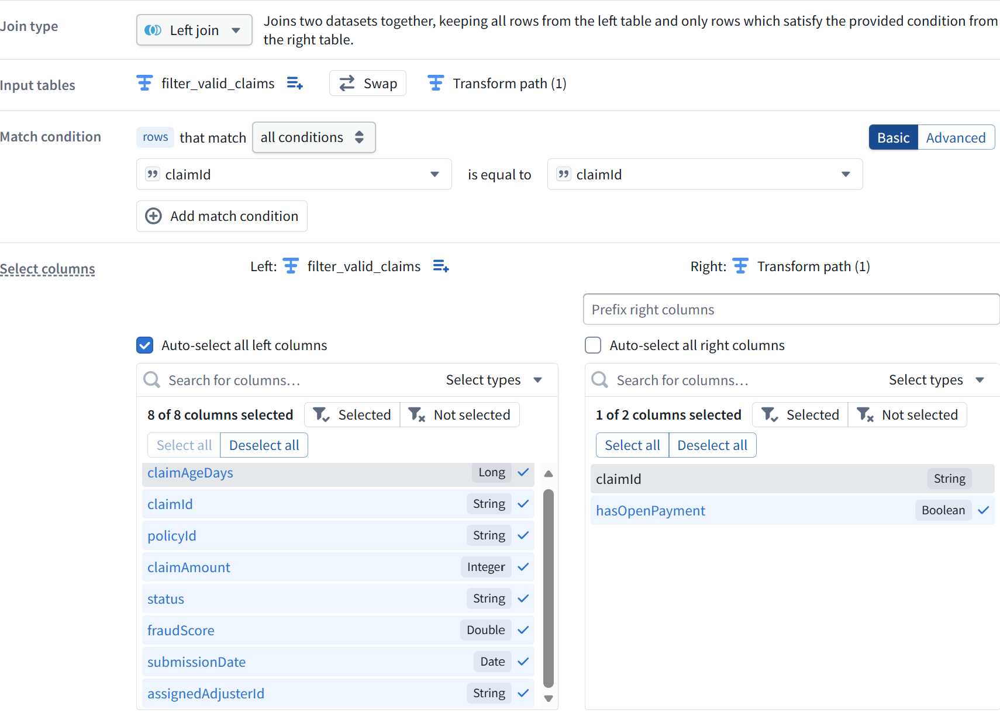 Join type
Left join
Joins two datasets together, keeping all rows from the left table and only rows which satisfy the provided condition from
the right table.
Input tables
filter_valid_claims
Swap
Transform path (1)
Match condition
rows that match all conditions
Basic
Advanced
claimId
is equal to
claimId
Add match condition
Select columns
Left: filter_valid_claims
Right: Transform path (1)
Prefix right columns
Auto-select all left columns
Auto-select all right columns
Search for columns…
Select types
Search for columns…
Select types
8 of 8 columns selected
Selected
Not selected
1 of 2 columns selected
Selected
Not selected
Select all
Deselect all
Select all
Deselect all
claimAgeDays Long
claimId String
policyId String
claimAmount Integer
status String
fraudScore Double
submissionDate Date
assignedAdjusterId String
claimId String
hasOpenPayment Boolean